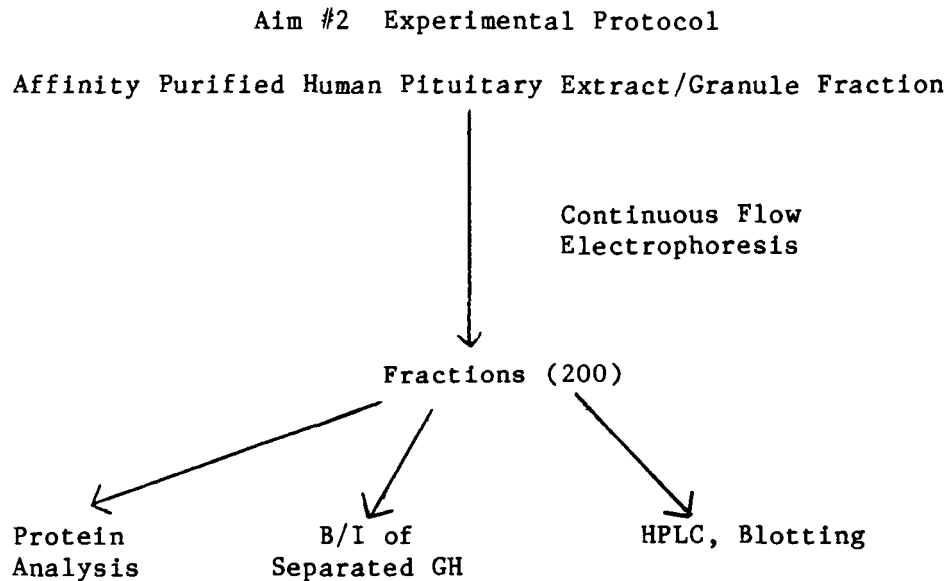 Aim #2 Experimental Protocol
Affinity Purified Human Pituitary Extract/Granule Fraction
Continuous Flow
Electrophoresis
Fractions (200)
Protein
Analysis
B/I of
Separated GH
HPLC, Blotting